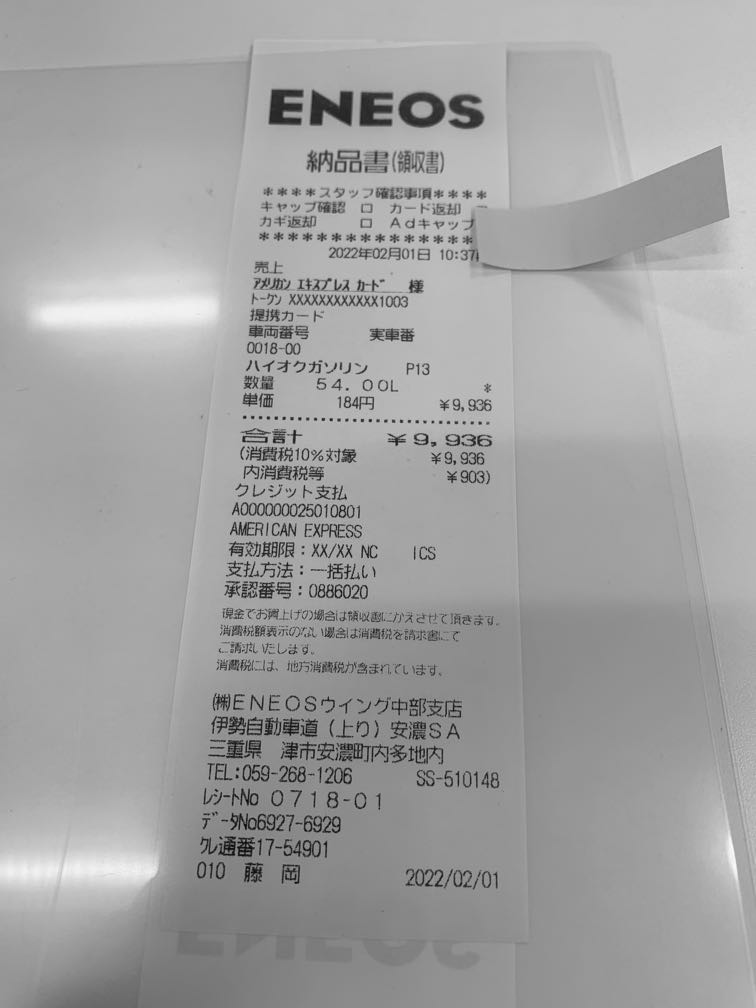 ENEOS
納品書(領収書)
****スタッフ確認事項****
キャップ確認 □ カード返却
カギ返却 □ Adキャップ
****************
2022年02月01日 10:37
売上
アメリカン エキスプレス カード 様
トークン XXXXXXXXXXXX1003
提携カード
車両番号 実車番
0018-00
ハイオクガソリン P13
数量 54.00L *
単価 184円 ¥9,936
合計 ¥9,936
(消費税10%対象 ¥9,936
内消費税等 ¥903)
クレジット支払
A000000025010801
AMERICAN EXPRESS
有効期限:XX/XX NC ICS
支払方法:一括払い
承認番号:0886020
現金でお買上げの場合は領収書にかえさせて頂きます。
消費税額表示のない場合は消費税を請求書にて
ご請求いたします。
消費税には、地方消費税が含まれています。
(株)ENEOSウイング中部支店
伊勢自動車道(上り)安濃SA
三重県 津市安濃町内多地内
TEL:059-268-1206 SS-510148
レシートNo 0718-01
データNo6927-6929
クレ通番17-54901
010 藤 岡 2022/02/01
ENEOS